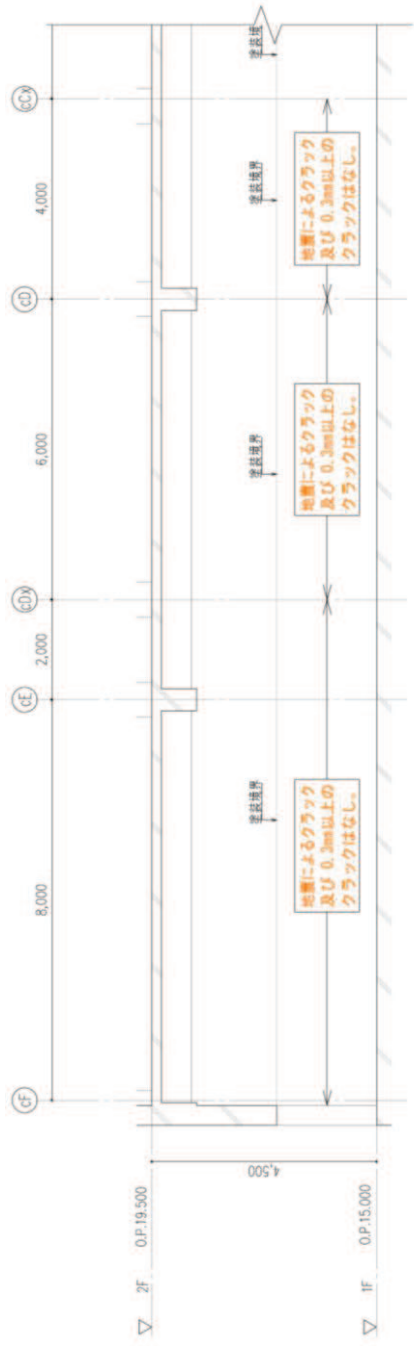 cF
cE
cDx
cD
cCx
8,000
2,000
6,000
4,000
2F
O.P.19.500
4,500
1F
O.P.15.000
塗装境界
塗装境界
塗装境界
塗装境
地震によるクラック
及び 0.3mm以上の
クラックはなし。
地震によるクラック
及び 0.3mm以上の
クラックはなし。
地震によるクラック
及び 0.3mm以上の
クラックはなし。